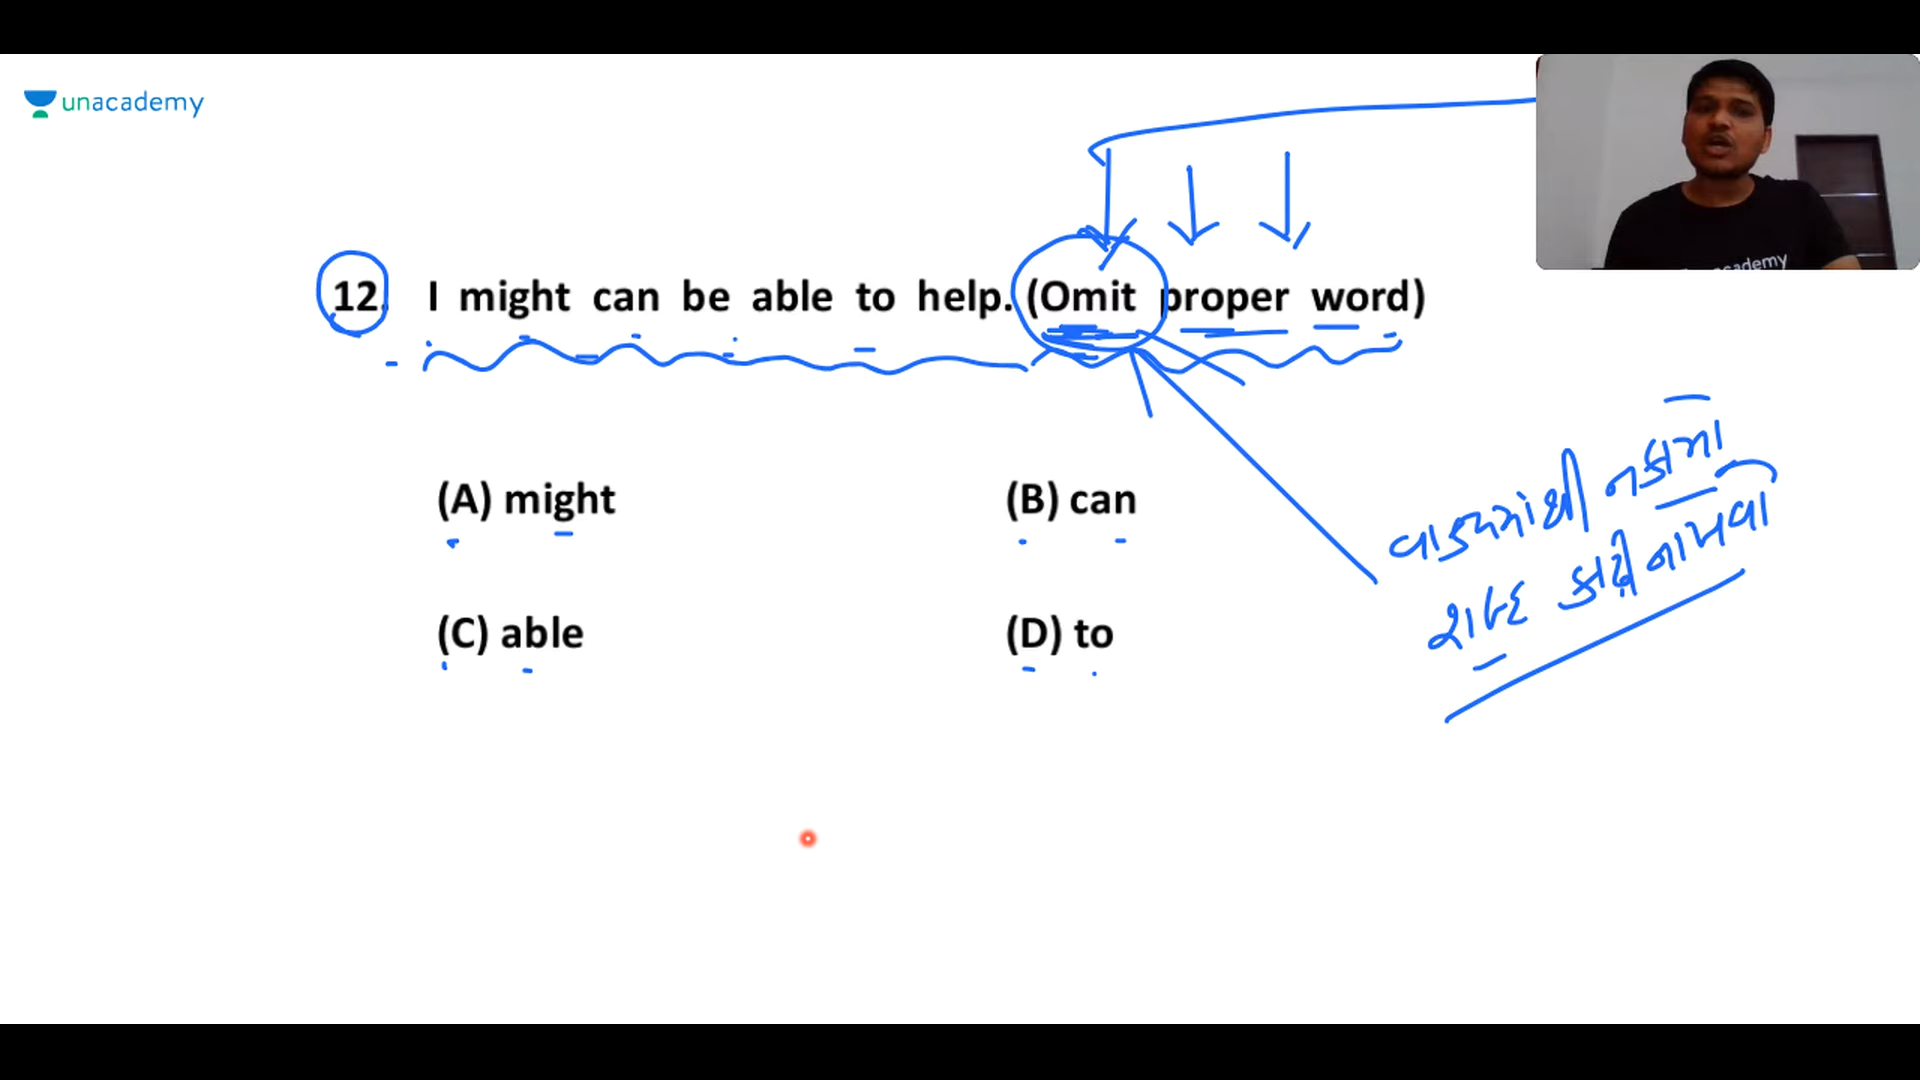 unacademy
12. I might can be able to help. (Omit proper word)
(A) might (B) can
(C) able (D) to
વાક્યમાંથી નકામા
શબ્દ કાઢી નાખવા